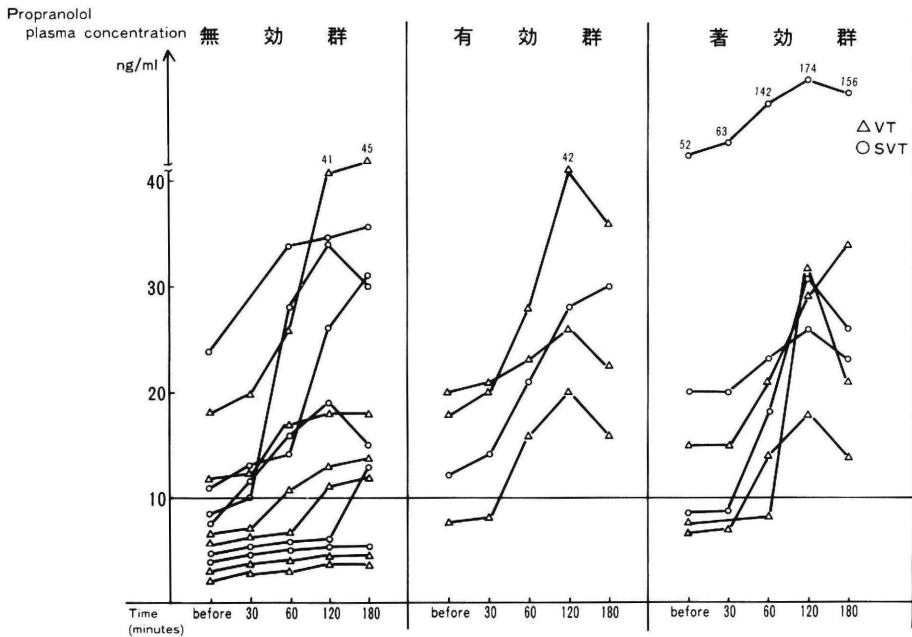 Propranolol
plasma concentration
無効群
有効群
著効群
ng/ml
41
45
42
52
63
142
174
156
△ VT
○ SVT
40
30
20
10
Time
(minutes)
before 30 60 120 180
before 30 60 120 180
before 30 60 120 180